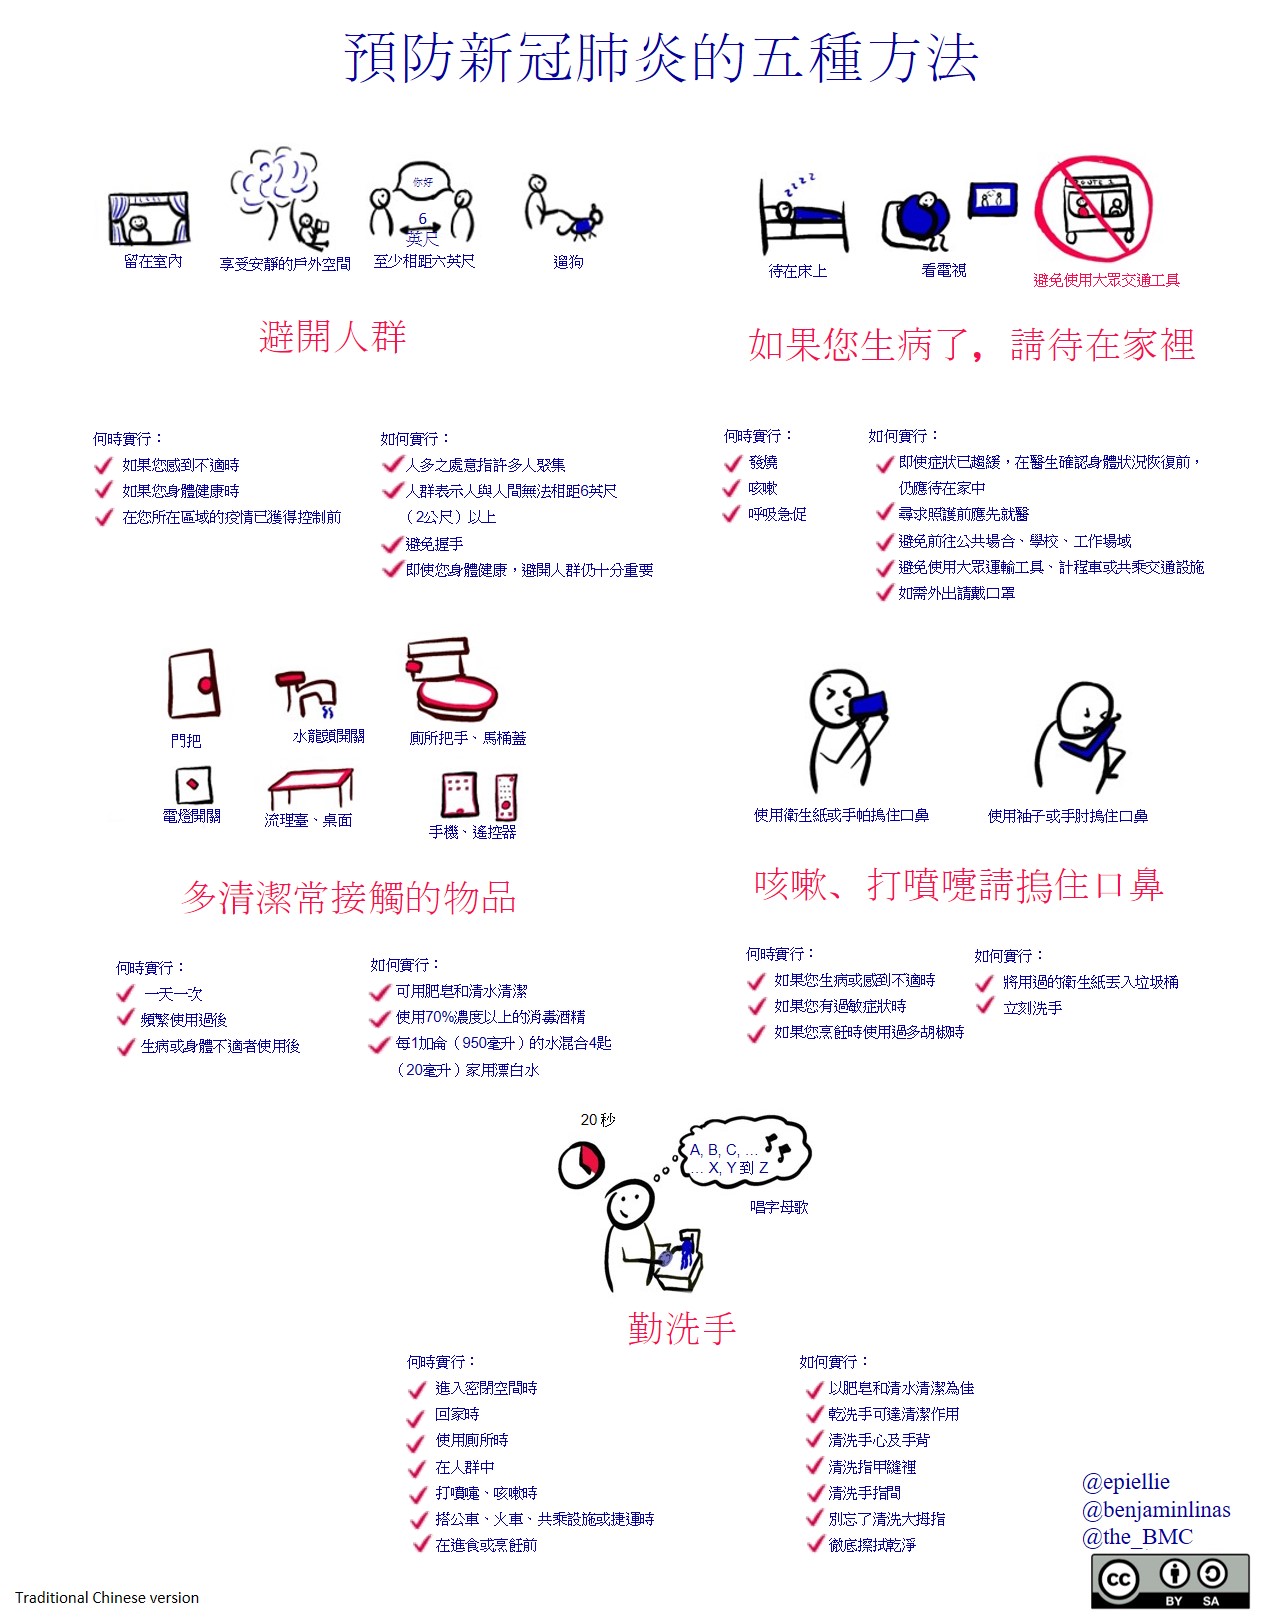 預防新冠肺炎的五種方法
你好
6
英尺
留在室內
享受安靜的戶外空間
至少相距六英尺
遛狗
避開人群
何時實行：
如果您感到不適時
如果您身體健康時
在您所在區域的疫情已獲得控制前
如何實行：
人多之處意指許多人聚集
人群表示人與人間無法相距6英尺
（2公尺）以上
避免握手
即使您身體健康，避開人群仍十分重要
zzzz
ROUTE 1
待在床上
看電視
避免使用大眾交通工具
如果您生病了，請待在家裡
何時實行：
發燒
咳嗽
呼吸急促
如何實行：
即使症狀已趨緩，在醫生確認身體狀況恢復前，
仍應待在家中
尋求照護前應先就醫
避免前往公共場合、學校、工作場域
避免使用大眾運輸工具、計程車或共乘交通設施
如需外出請戴口罩
門把
水龍頭開關
廁所把手、馬桶蓋
電燈開關
流理臺、桌面
手機、遙控器
多清潔常接觸的物品
何時實行：
一天一次
頻繁使用過後
生病或身體不適者使用後
如何實行：
可用肥皂和清水清潔
使用70%濃度以上的消毒酒精
每1加侖（950毫升）的水混合4匙
（20毫升）家用漂白水
使用衛生紙或手帕摀住口鼻
使用袖子或手肘摀住口鼻
咳嗽、打噴嚏請摀住口鼻
何時實行：
如果您生病或感到不適時
如果您有過敏症狀時
如果您烹飪時使用過多胡椒時
如何實行：
將用過的衛生紙丟入垃圾桶
立刻洗手
20 秒
A, B, C, ...
... X, Y 到 Z
唱字母歌
勤洗手
何時實行：
進入密閉空間時
回家時
使用廁所時
在人群中
打噴嚏、咳嗽時
搭公車、火車、共乘設施或捷運時
在進食或烹飪前
如何實行：
以肥皂和清水清潔為佳
乾洗手可達清潔作用
清洗手心及手背
清洗指甲縫裡
清洗手指間
別忘了清洗大拇指
徹底擦拭乾淨
@epiellie
@benjaminlinas
@the_BMC
cc
BY SA
Traditional Chinese version